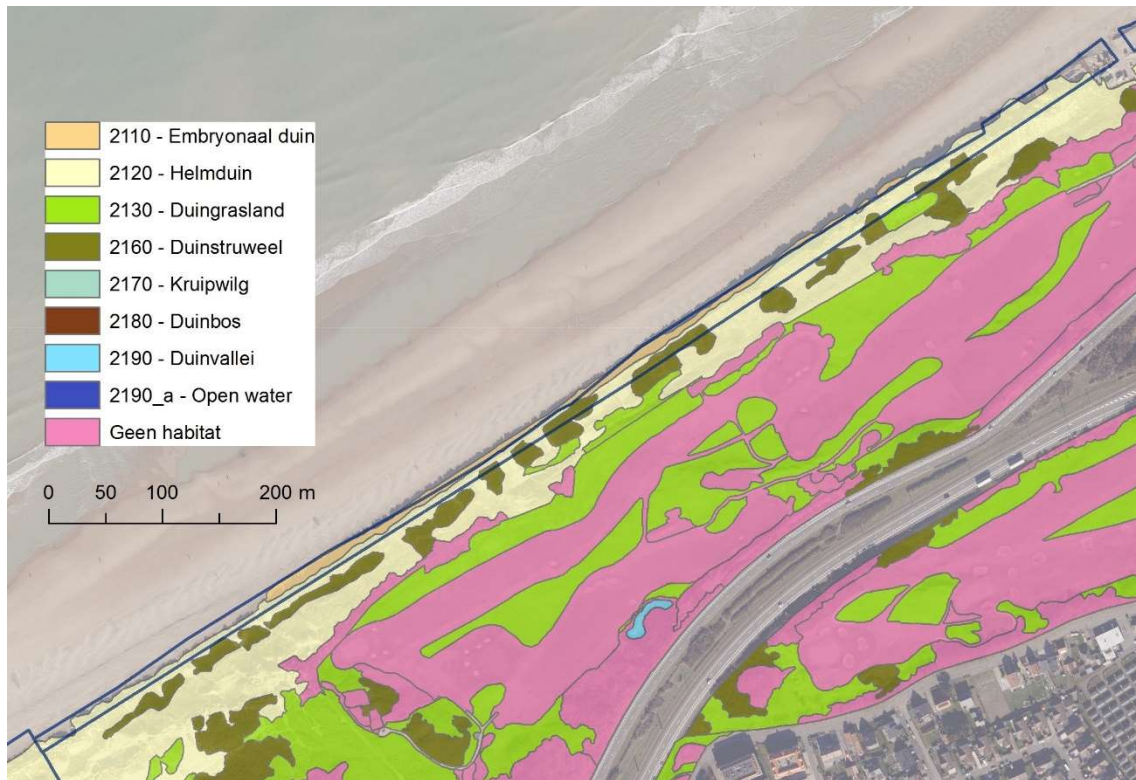 2110 - Embryonaal duin
2120 - Helmduin
2130 - Duingrasland
2160 - Duinstruweel
2170 - Kruipwilg
2180 - Duinbos
2190 - Duinvallei
2190_a - Open water
Geen habitat
0 50 100 200 m